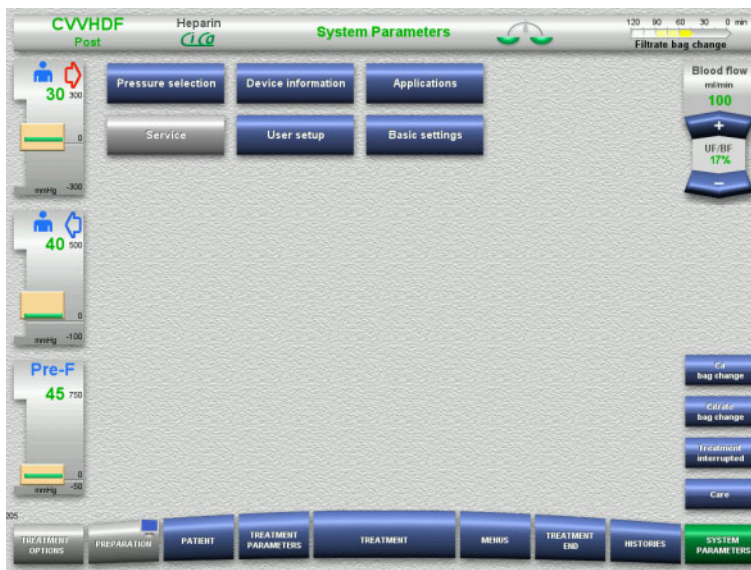 CVVHDF
Post
Heparin
Ci Ca
System Parameters
120 90 60 30 0 min
Filtrate bag change
30 300
0
mmHg -300
40 500
0
mmHg -100
Pre-F
45 750
0
mmHg -50
Pressure selection
Device information
Applications
Service
User setup
Basic settings
Blood flow
ml/min
100
+
UF/BF
17%
−
Ca
bag change
Citrate
bag change
Treatment
interrupted
Care
205
TREATMENT
OPTIONS
PREPARATION
PATIENT
TREATMENT
PARAMETERS
TREATMENT
MENUS
TREATMENT
END
HISTORIES
SYSTEM
PARAMETERS